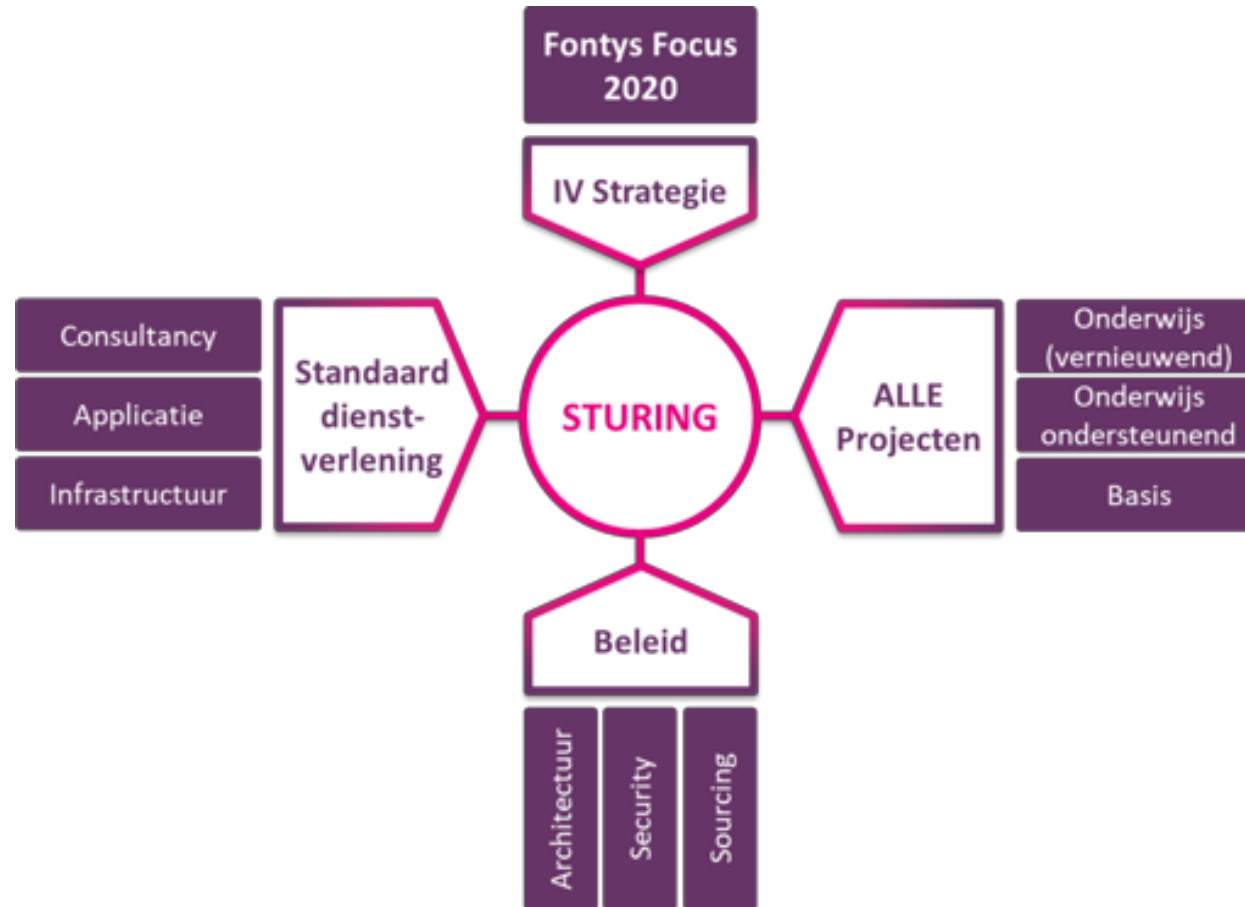 Fontys Focus
2020
IV Strategie
Consultancy
Applicatie
Infrastructuur
Standaard
dienst-
verlening
STURING
ALLE
Projecten
Onderwijs
(vernieuwend)
Onderwijs
ondersteunend
Basis
Beleid
Architectuur
Security
Sourcing